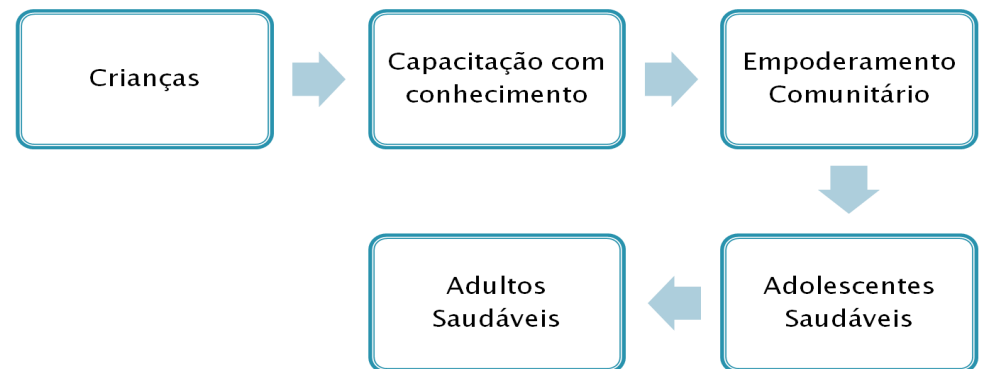 Crianças
Capacitação com
conhecimento
Empoderamento
Comunitário
Adolescentes
Saudáveis
Adultos
Saudáveis